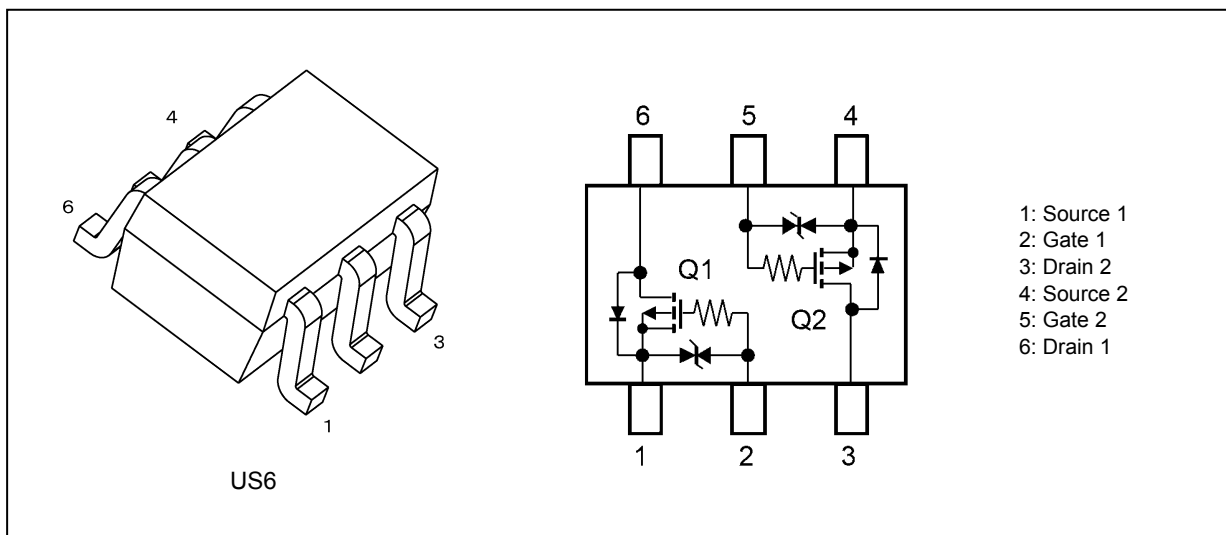 4
6
3
1
US6
6 5 4
Q1
Q2
1 2 3
1: Source 1
2: Gate 1
3: Drain 2
4: Source 2
5: Gate 2
6: Drain 1